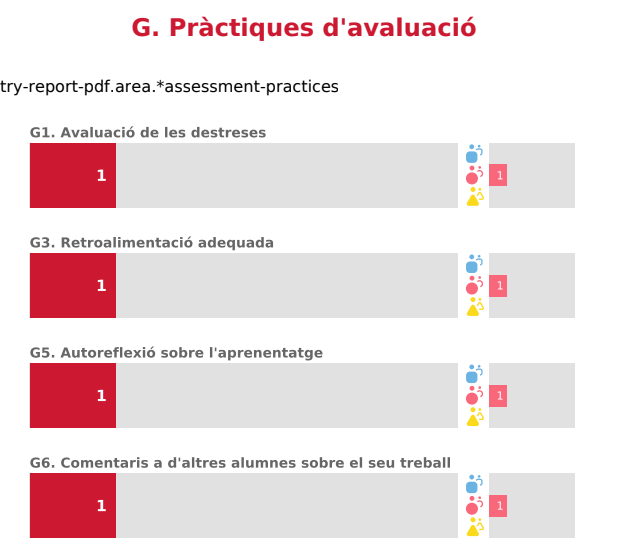 G. Pràctiques d'avaluació
try-report-pdf.area.*assessment-practices
G1. Avaluació de les destreses
1
1
G3. Retroalimentació adequada
1
1
G5. Autoreflexió sobre l'aprenentatge
1
1
G6. Comentaris a d'altres alumnes sobre el seu treball
1
1